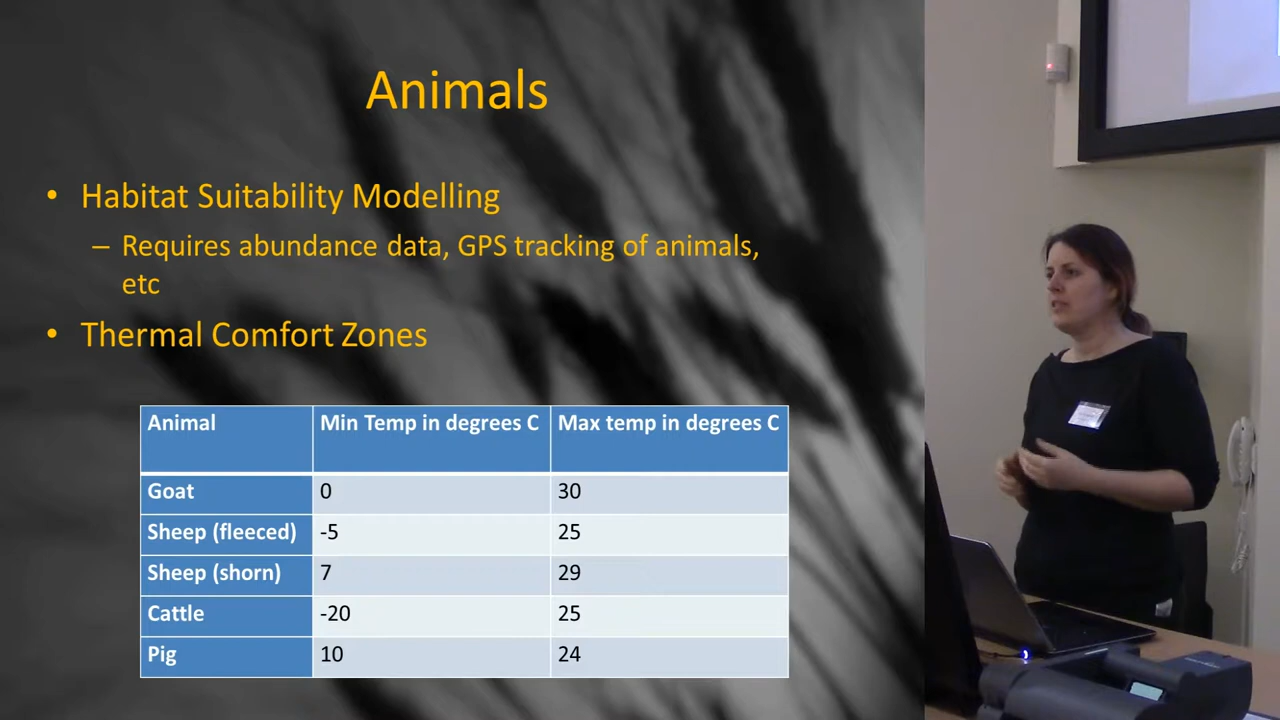 Animals
• Habitat Suitability Modelling
– Requires abundance data, GPS tracking of animals,
etc
• Thermal Comfort Zones
Animal Min Temp in degrees C Max temp in degrees C
Goat 0 30
Sheep (fleeced) -5 25
Sheep (shorn) 7 29
Cattle -20 25
Pig 10 24